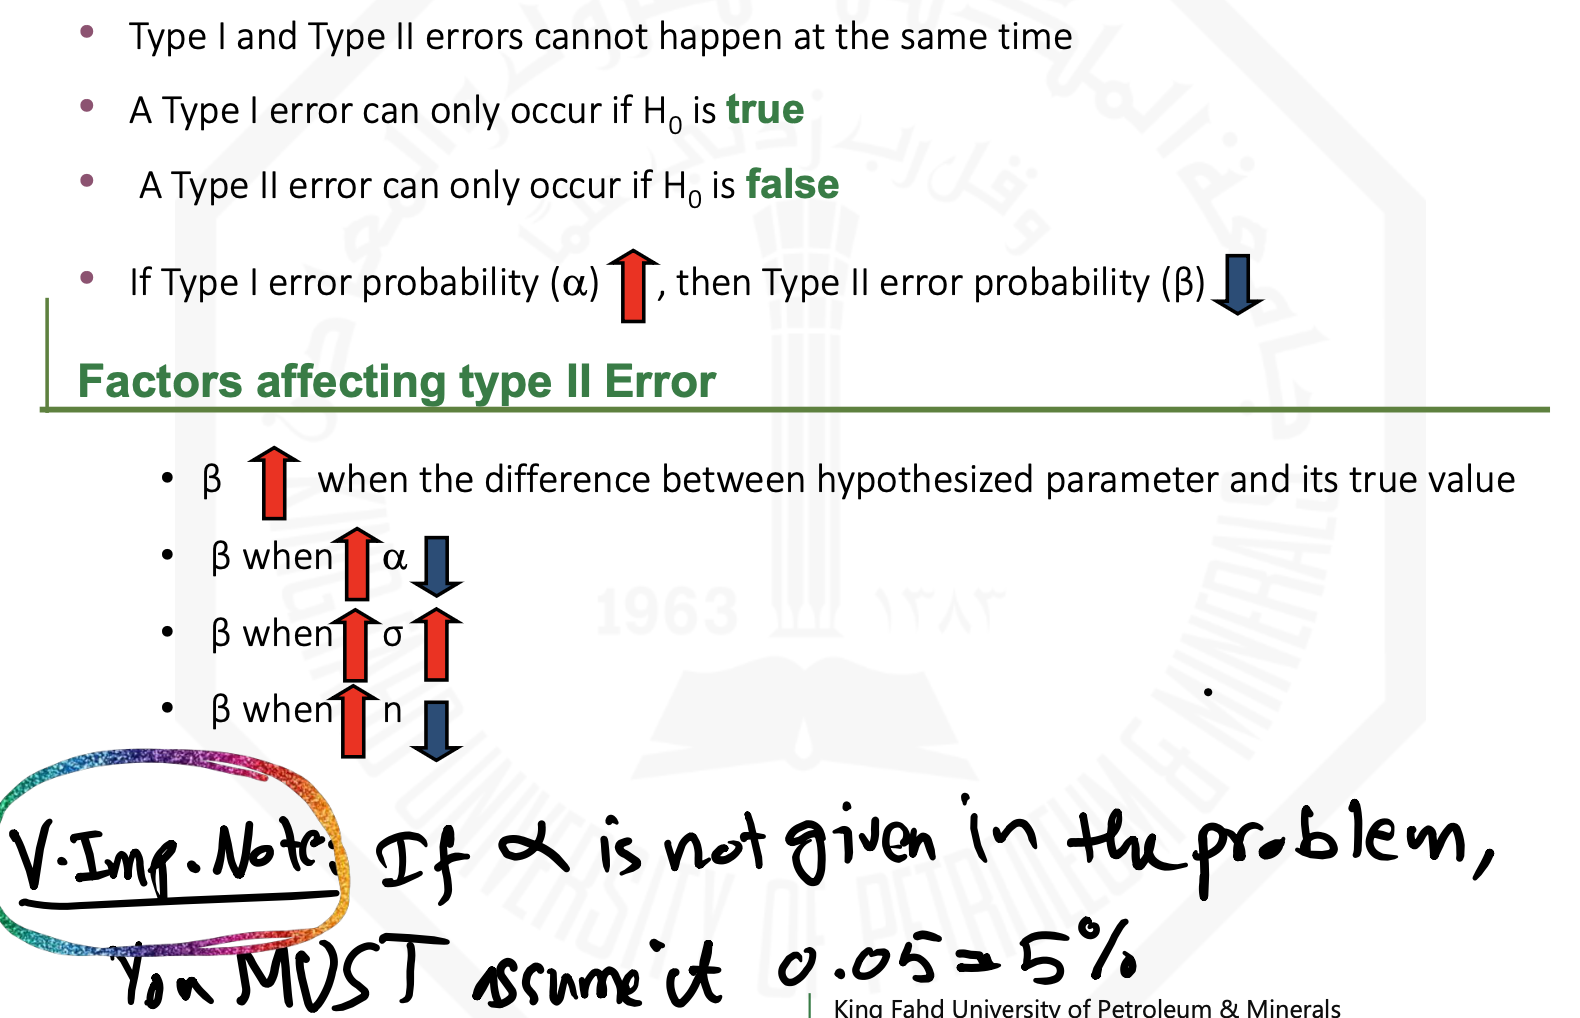 • Type I and Type II errors cannot happen at the same time
• A Type I error can only occur if H₀ is true
• A Type II error can only occur if H₀ is false
• If Type I error probability (α) , then Type II error probability (β)
Factors affecting type II Error
• β when the difference between hypothesized parameter and its true value
• β when α
• β when σ
• β when n
1963 ١٣٨٣
V.Imp.Note: If α is not given in the problem,
You MUST assume it 0.05=5%
King Fahd University of Petroleum & Minerals